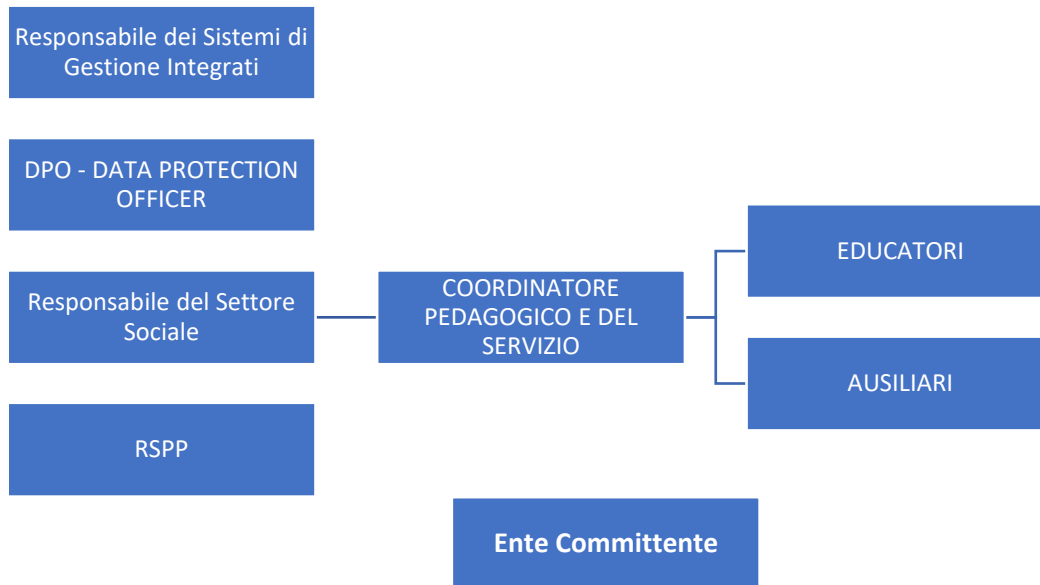 Responsabile dei Sistemi di
Gestione Integrati
DPO - DATA PROTECTION
OFFICER
Responsabile del Settore
Sociale
RSPP
COORDINATORE
PEDAGOGICO E DEL
SERVIZIO
EDUCATORI
AUSILIARI
Ente Committente